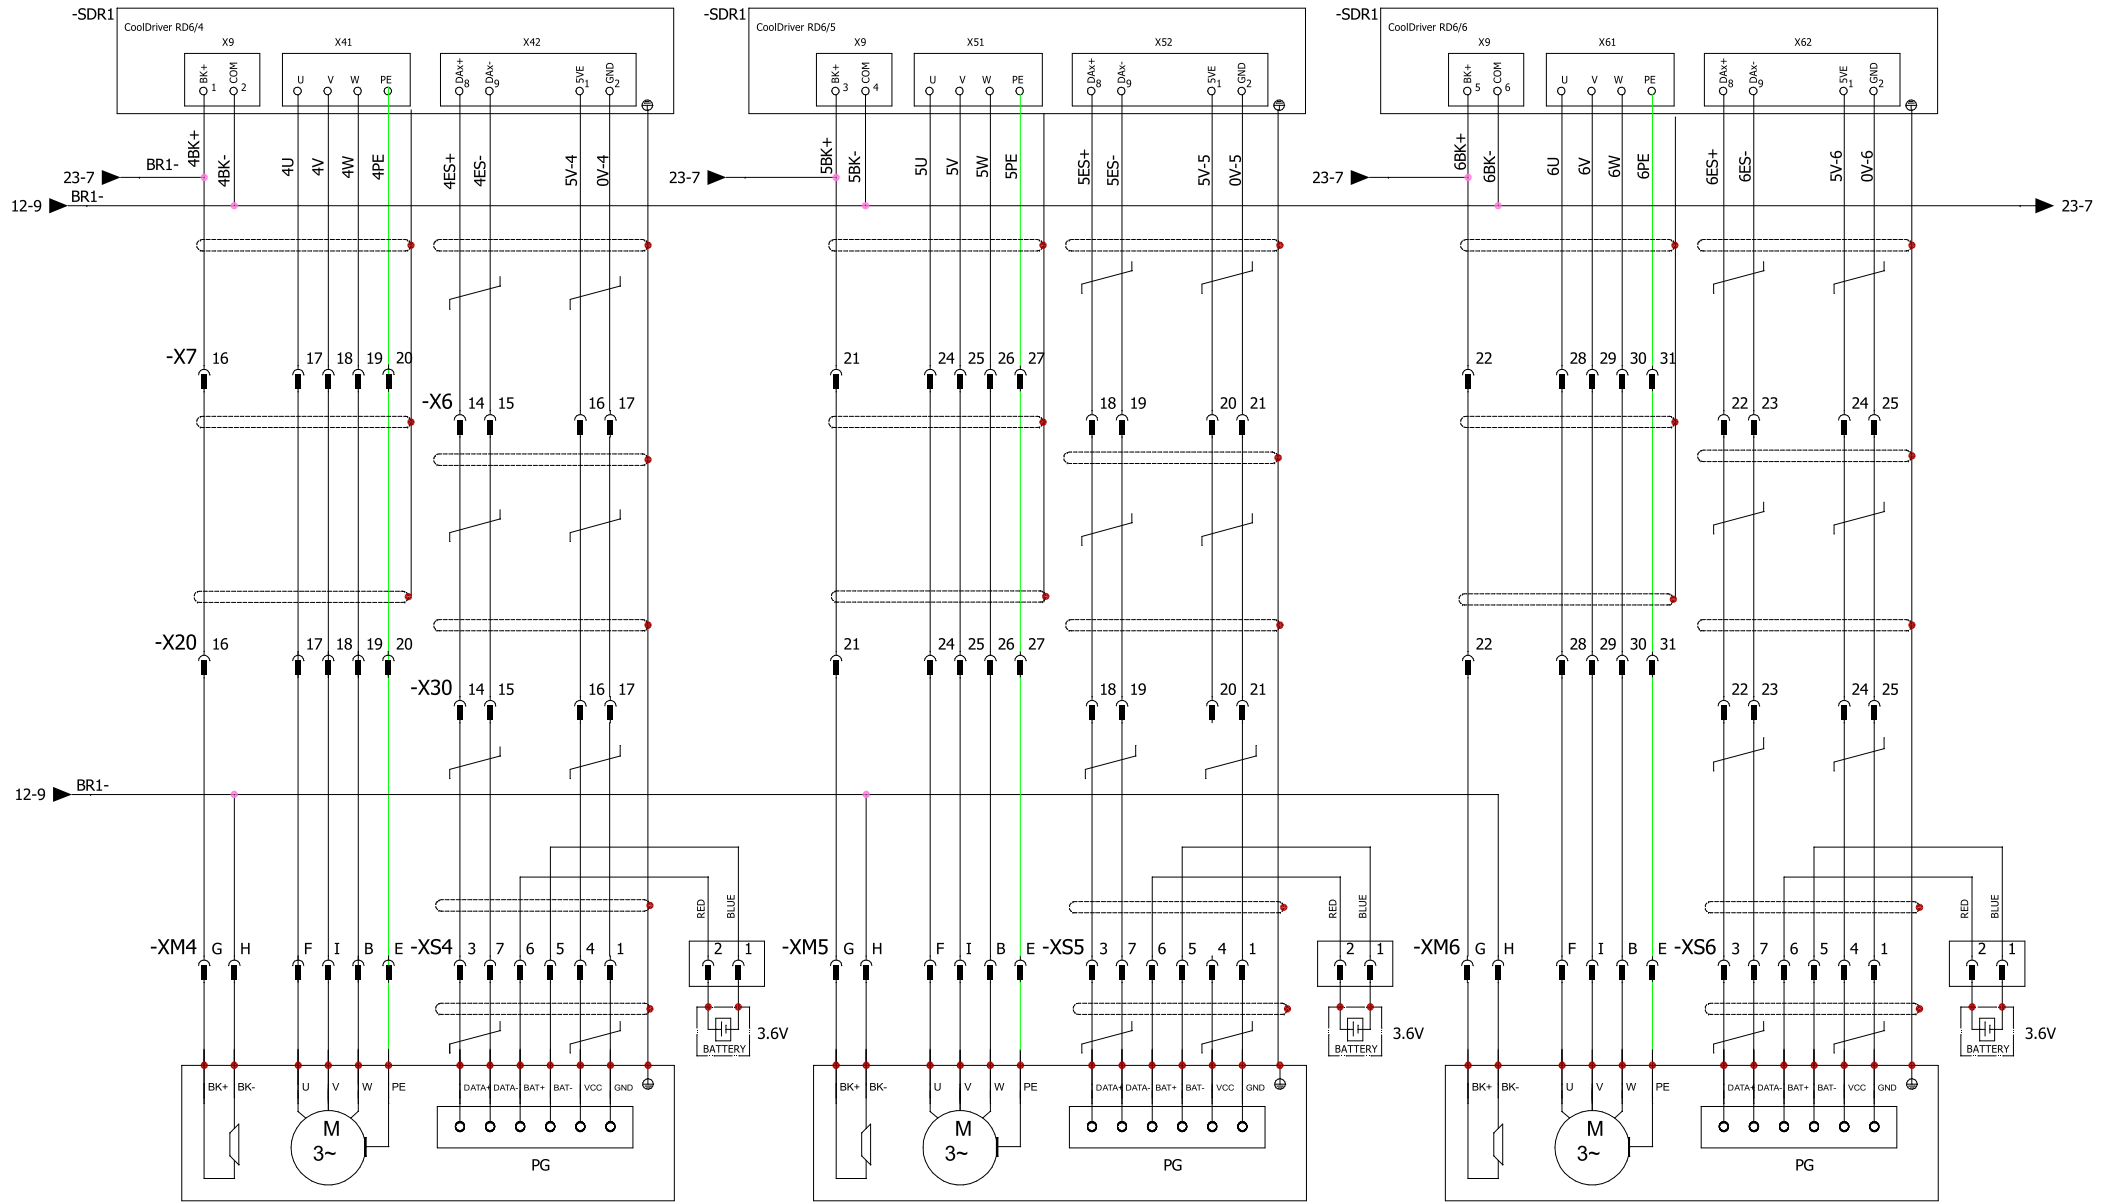 -SDR1 -SDR1 -SDR1
CoolDriver RD6/4 CoolDriver RD6/5 CoolDriver RD6/6
X9 X41 X42 X9 X51 X52 X9 X61 X62
BK+ COM U V W PE DAx+ DAx- 5VE GND BK+ COM U V W PE DAx+ DAx- 5VE GND BK+ COM U V W PE DAx+ DAx- 5VE GND
1 2 8 9 1 2 3 4 8 9 1 2 5 6 8 9 1 2
4BK+ 4BK- 4U 4V 4W 4PE 4ES+ 4ES- 5V-4 0V-4 5BK+ 5BK- 5U 5V 5W 5PE 5ES+ 5ES- 5V-5 0V-5 6BK+ 6BK- 6U 6V 6W 6PE 6ES+ 6ES- 5V-6 0V-6
23-7 BR1- 23-7 23-7
12-9 BR1- 23-7
-X7 16 17 18 19 20 21 24 25 26 27 22 28 29 30 31
-X6 14 15 16 17 18 19 20 21 22 23 24 25
-X20 16 17 18 19 20 21 24 25 26 27 22 28 29 30 31
-X30 14 15 16 17 18 19 20 21 22 23 24 25
12-9 BR1-
RED BLUE RED BLUE RED BLUE
-XM4 G H F I B E -XS4 3 7 6 5 4 1 2 1 -XM5 G H F I B E -XS5 3 7 6 5 4 1 2 1 -XM6 G H F I B E -XS6 3 7 6 5 4 1 2 1
3.6V 3.6V 3.6V
BATTERY BATTERY BATTERY
BK+ BK- U V W PE DATA+ DATA- BAT+ BAT- VCC GND BK+ BK- U V W PE DATA+ DATA- BAT+ BAT- VCC GND BK+ BK- U V W PE DATA+ DATA- BAT+ BAT- VCC GND
M M M
3~ 3~ 3~
PG PG PG